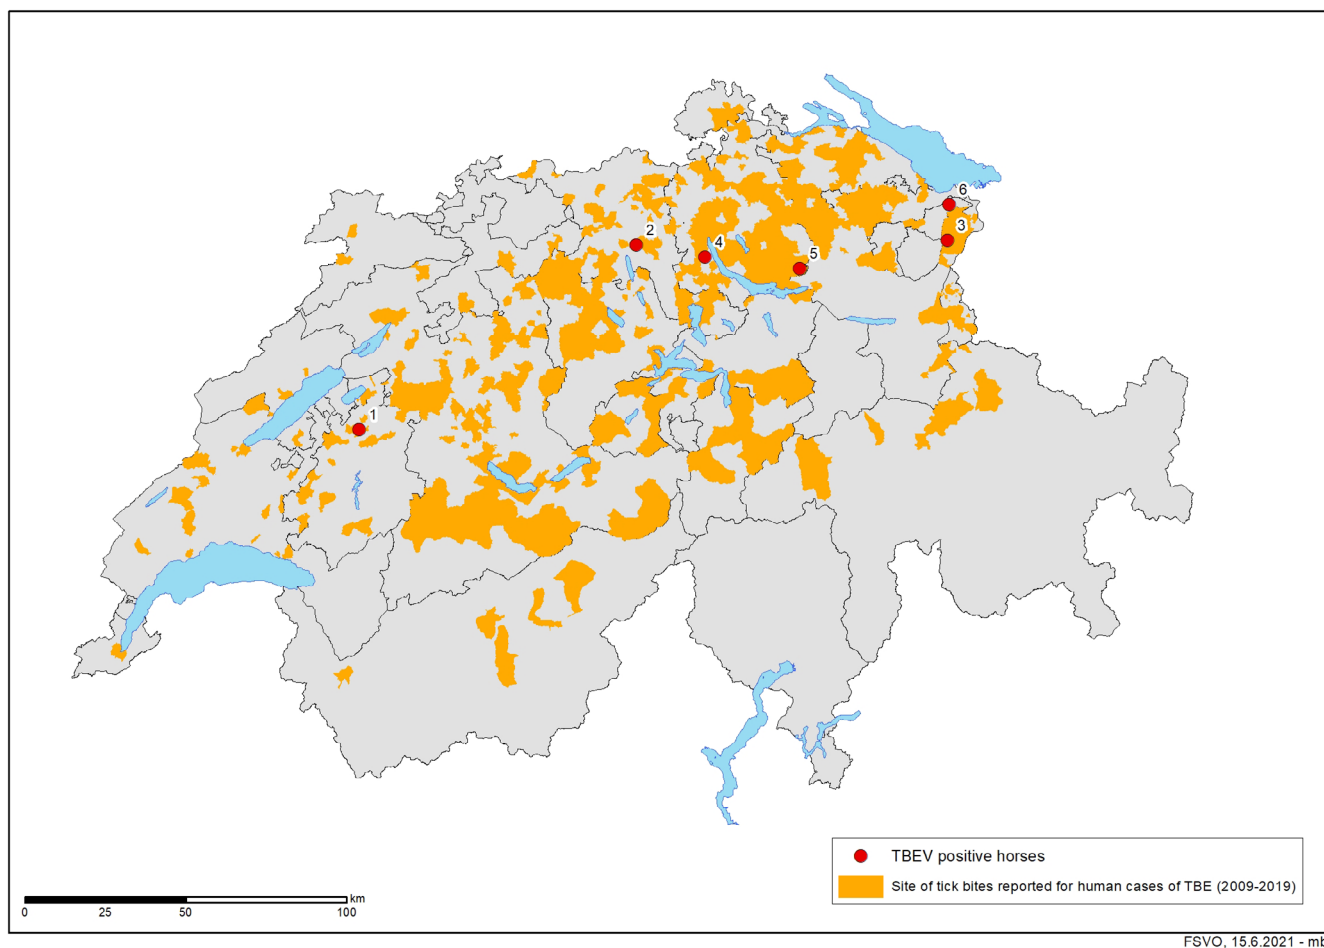 6
3
2
4
5
1
TBEV positive horses
Site of tick bites reported for human cases of TBE (2009-2019)
km
0 25 50 100
FSVO, 15.6.2021 - mb